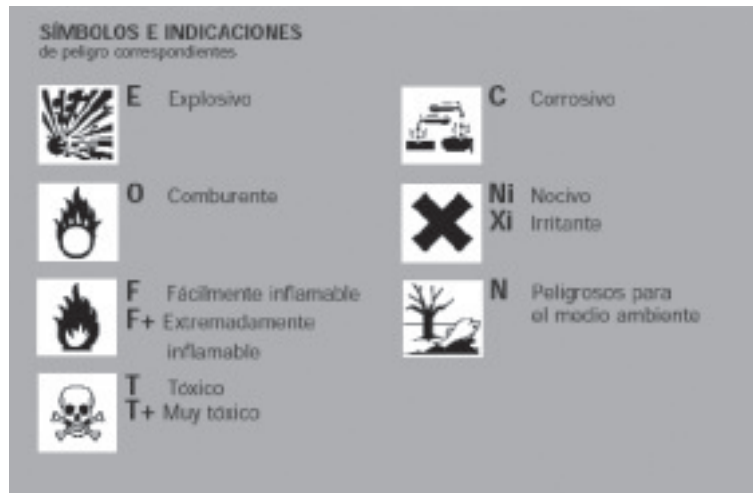 SÍMBOLOS E INDICACIONES
de peligro correspondientes
E Explosivo
O Comburente
F Fácilmente inflamable
F+ Extremadamente
inflamable
T Tóxico
T+ Muy tóxico
C Corrosivo
Ni Nocivo
Xi Irritante
N Peligrosos para
el medio ambiente